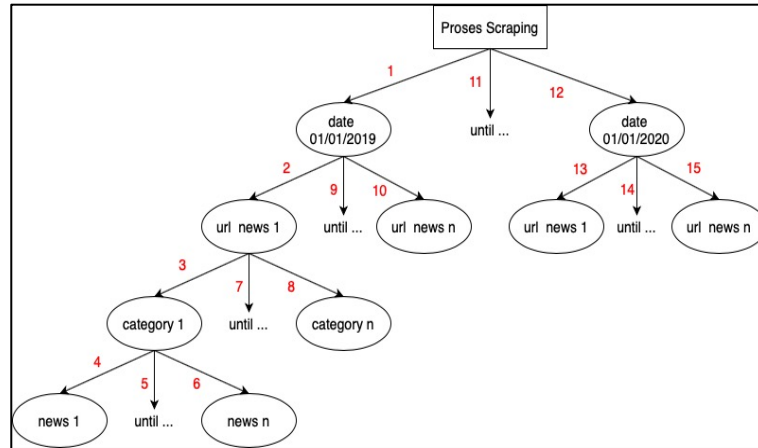 Proses Scraping
1
11
12
date
01/01/2019
until ...
date
01/01/2020
2
9
10
13
14
15
url news 1
until ...
url news n
url news 1
until ...
url news n
3
7
8
category 1
until ...
category n
4
5
6
news 1
until ...
news n